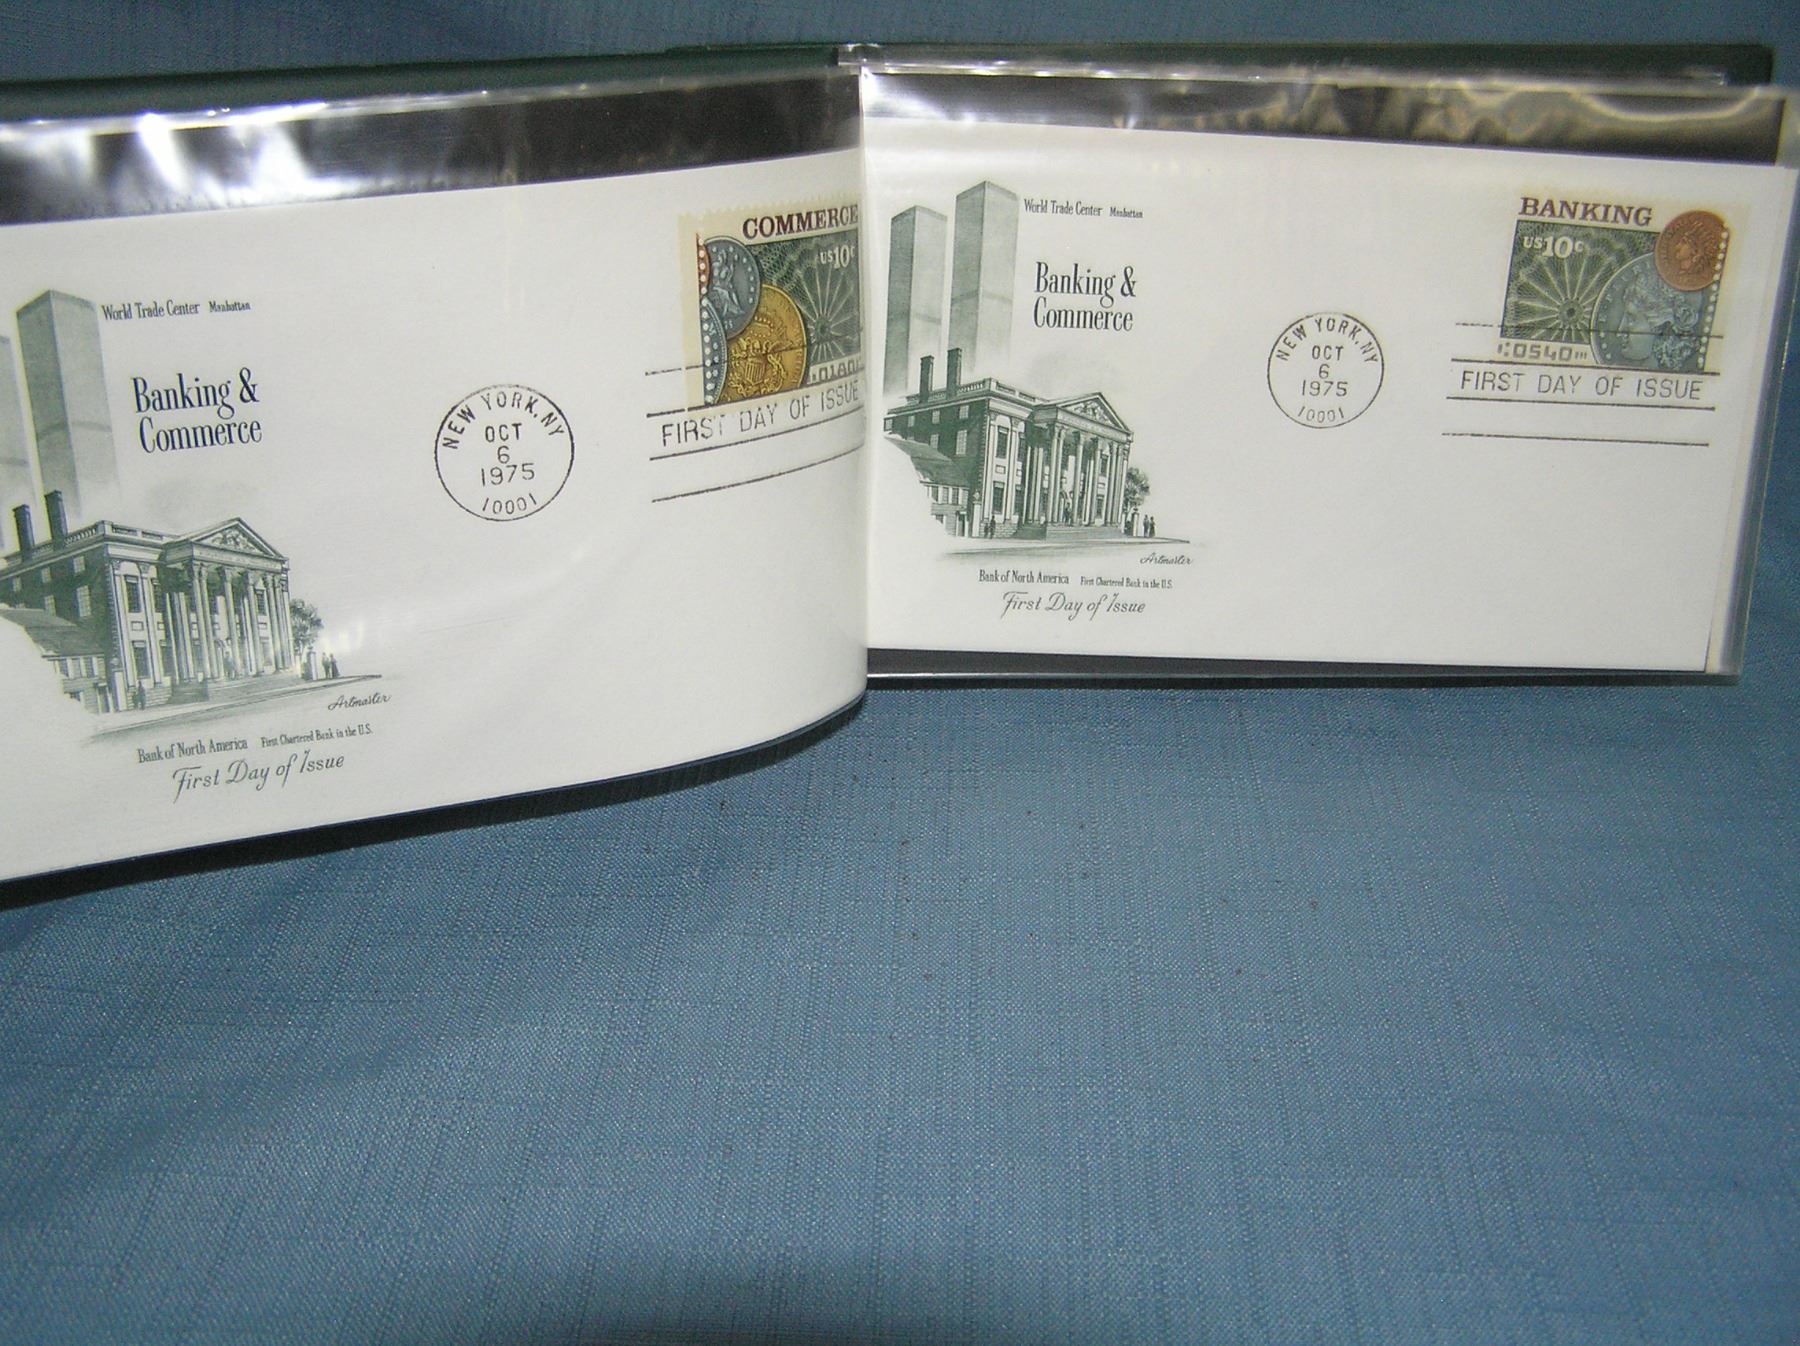 World Trade Center Manhattan
Banking &
Commerce
NEW YORK, NY
OCT
6
1975
10001
COMMERCE
US 10c
FIRST DAY OF ISSUE
Artmaster
Bank of North America First Chartered Bank in the U.S.
First Day of Issue
World Trade Center Manhattan
Banking &
Commerce
NEW YORK, NY
OCT
6
1975
10001
BANKING
US 10c
FIRST DAY OF ISSUE
Artmaster
Bank of North America First Chartered Bank in the U.S.
First Day of Issue